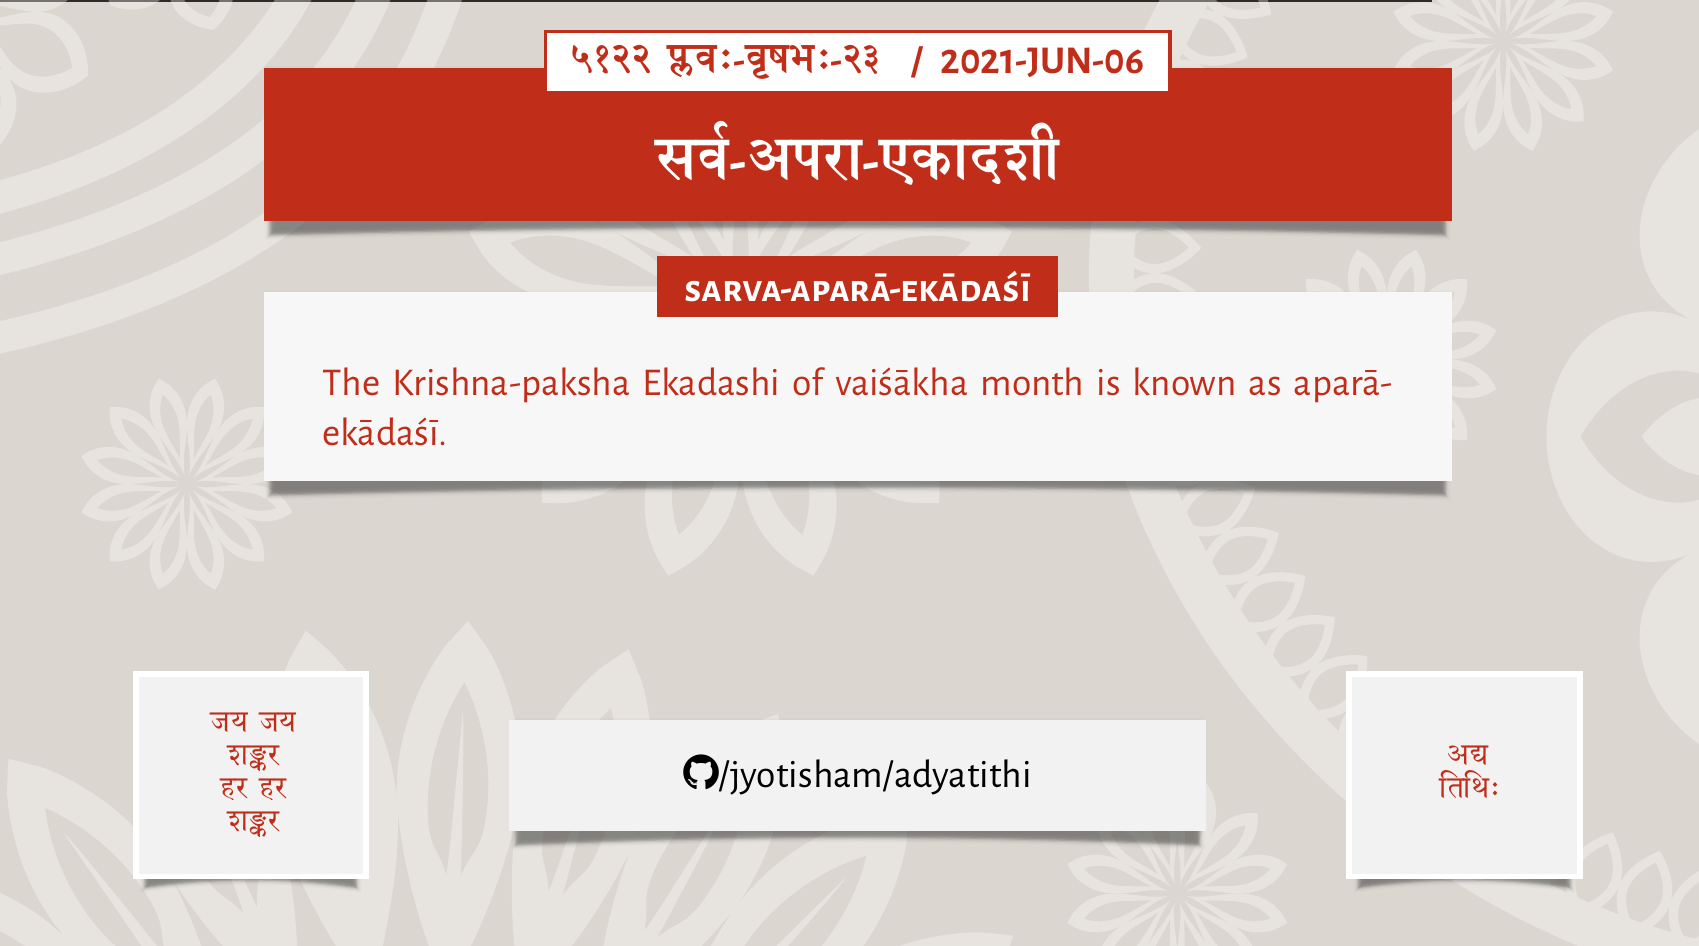 ५१२२ प्लवः-वृषभः-२३ / 2021-JUN-06
सर्व-अपरा-एकादशी
SARVA-APARĀ-EKĀDAŚĪ
The Krishna-paksha Ekadashi of vaiśākha month is known as aparā-
ekādaśī.
जय जय
शङ्कर
हर हर
शङ्कर
/jyotisham/adyatithi
अद्य
तिथिः